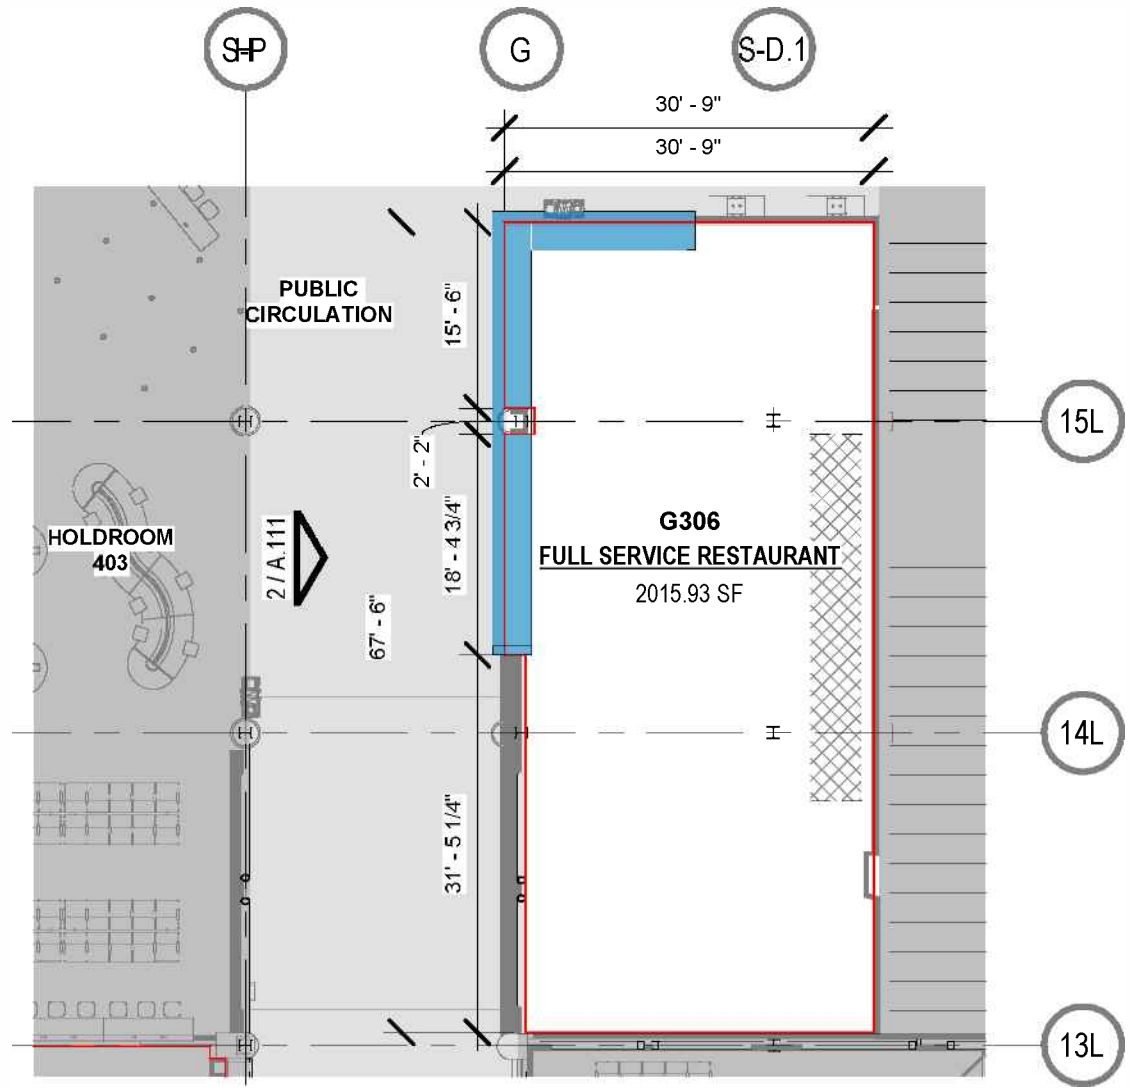 S-P
G
S-D.1
30' - 9"
30' - 9"
PUBLIC
CIRCULATION
15' - 6"
15L
2' - 2"
HOLDROOM
403
2 / A.111
18' - 4 3/4"
G306
FULL SERVICE RESTAURANT
2015.93 SF
67' - 6"
14L
31' - 5 1/4"
13L